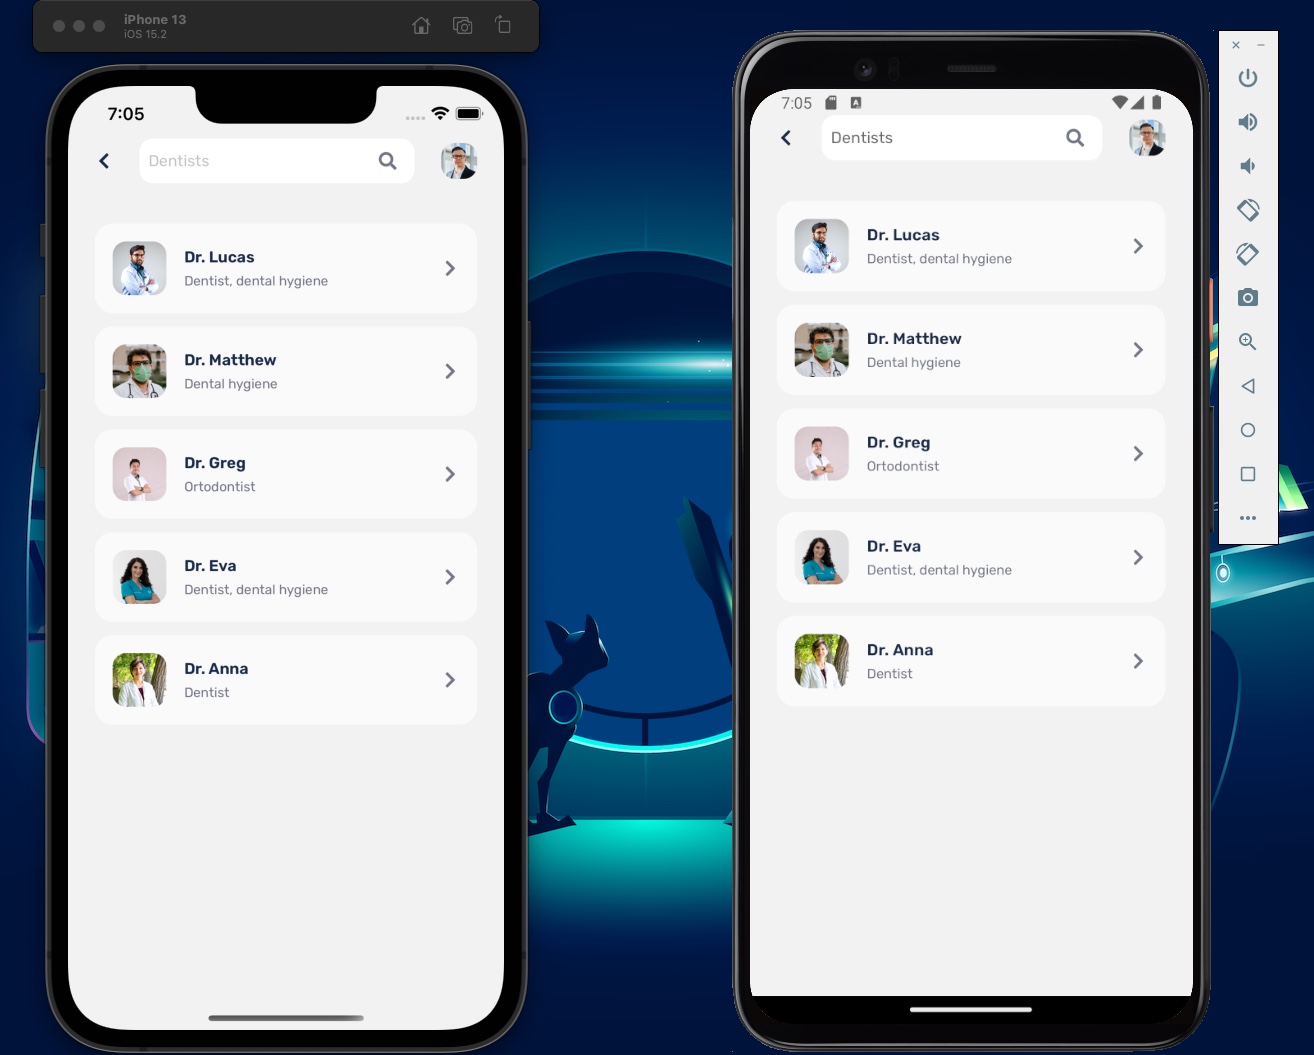 iPhone 13
iOS 15.2
7:05
Dentists
Dr. Lucas
Dentist, dental hygiene
Dr. Matthew
Dental hygiene
Dr. Greg
Ortodontist
Dr. Eva
Dentist, dental hygiene
Dr. Anna
Dentist
7:05
A
Dentists
Dr. Lucas
Dentist, dental hygiene
Dr. Matthew
Dental hygiene
Dr. Greg
Ortodontist
Dr. Eva
Dentist, dental hygiene
Dr. Anna
Dentist